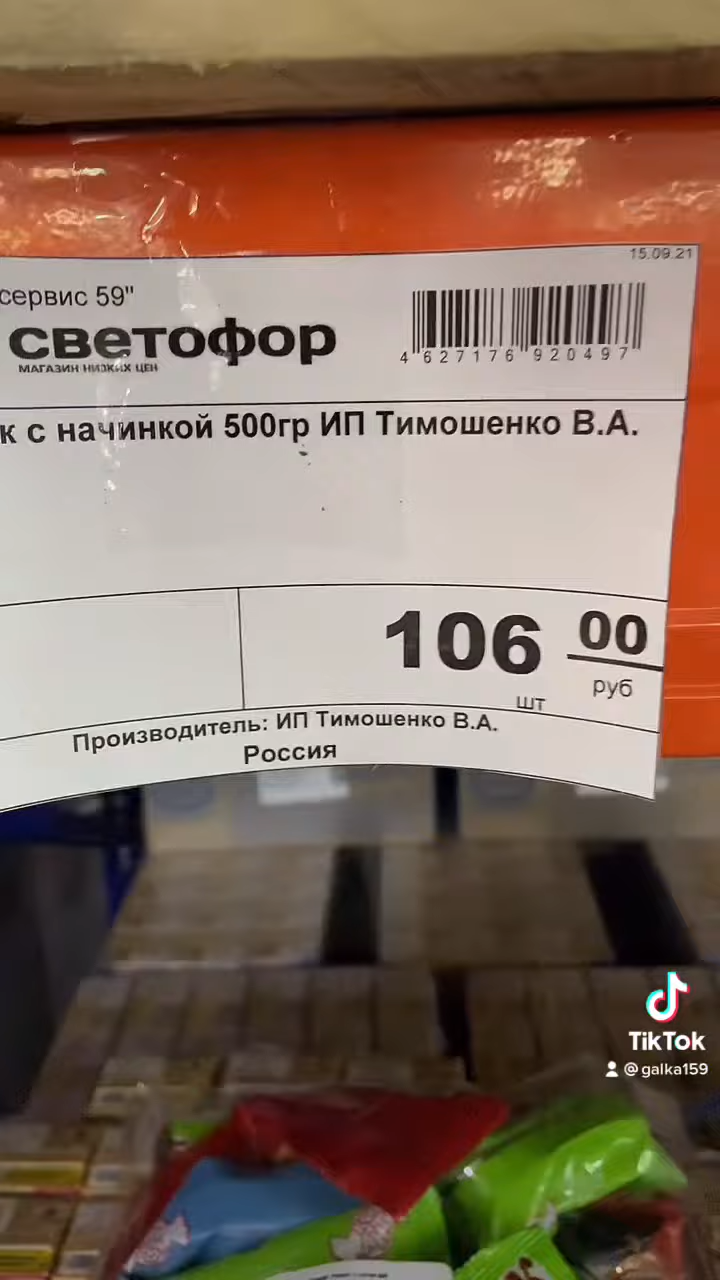 15.09.21
сервис 59"
светофор
МАГАЗИН НИЗКИХ ЦЕН
4 627176 920497
к с начинкой 500гр ИП Тимошенко В.А.
106 00
шт руб
Производитель: ИП Тимошенко В.А.
Россия
TikTok
@galka159